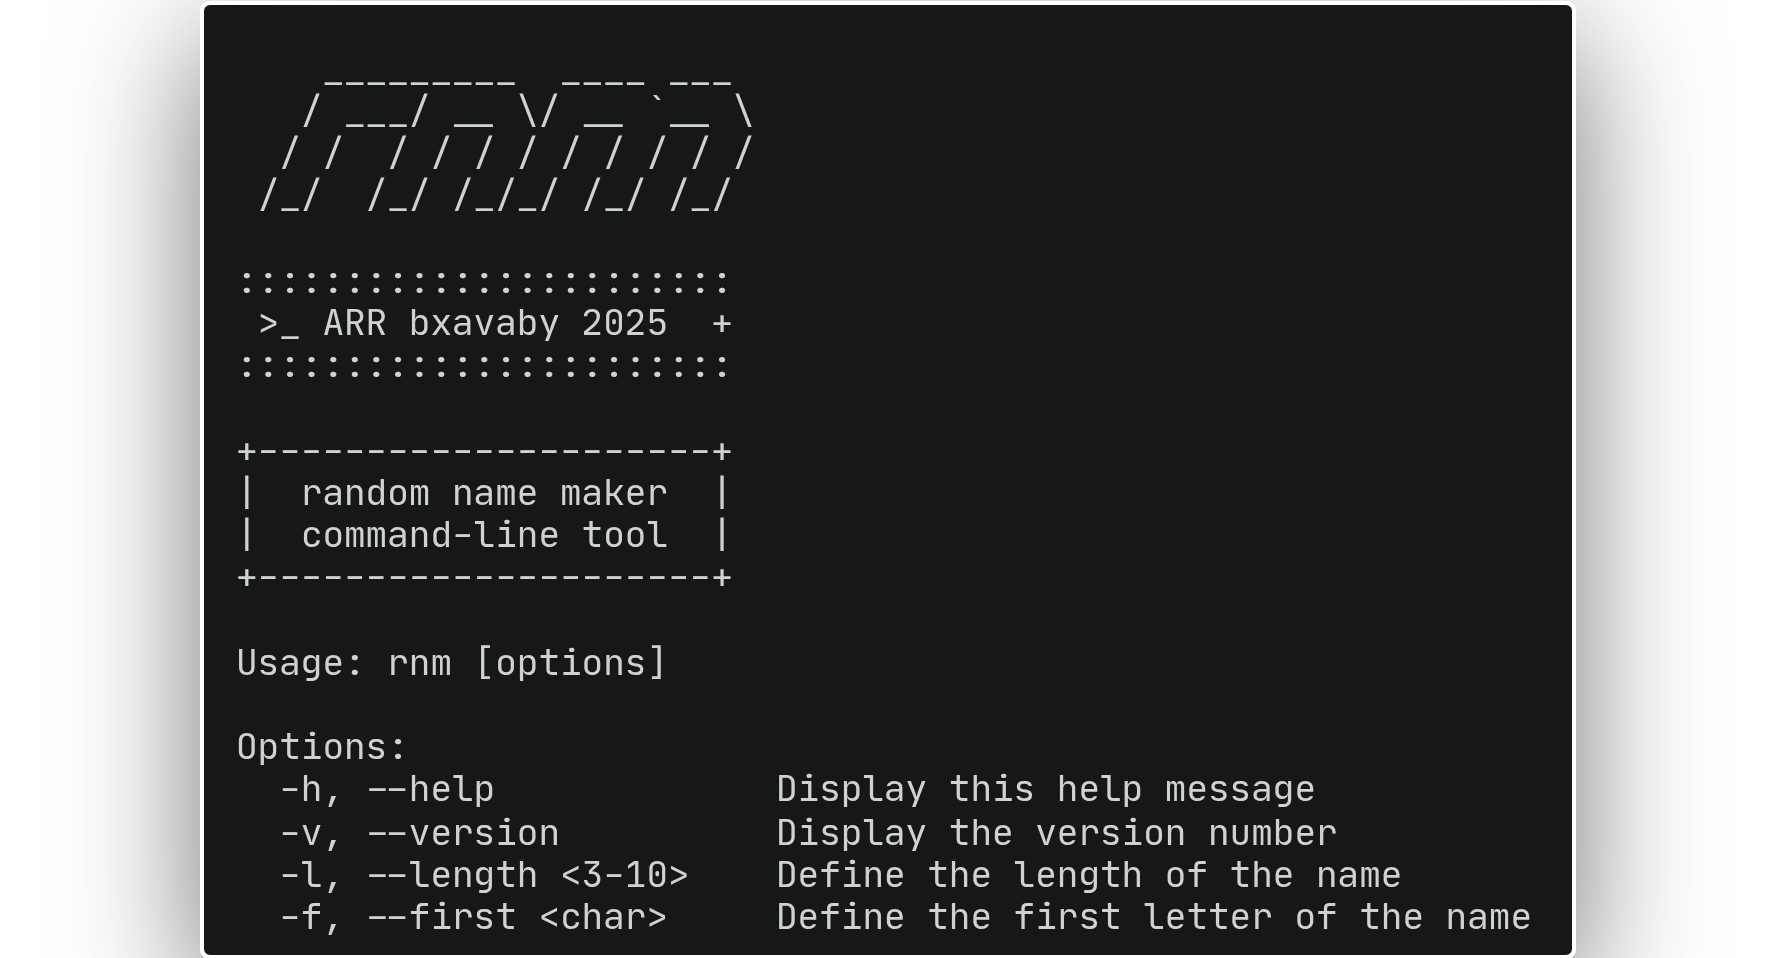 _________  ____ ___
   / ___/ __ \/ __ `__ \
  / /  / / / / / / / / /
 /_/  /_/ /_/_/ /_/ /_/

:::::::::::::::::::::::
 >_ ARR bxavaby 2025  +
:::::::::::::::::::::::

+---------------------+
|  random name maker  |
|  command-line tool  |
+---------------------+

Usage: rnm [options]

Options:
  -h, --help             Display this help message
  -v, --version          Display the version number
  -l, --length <3-10>    Define the length of the name
  -f, --first <char>     Define the first letter of the name